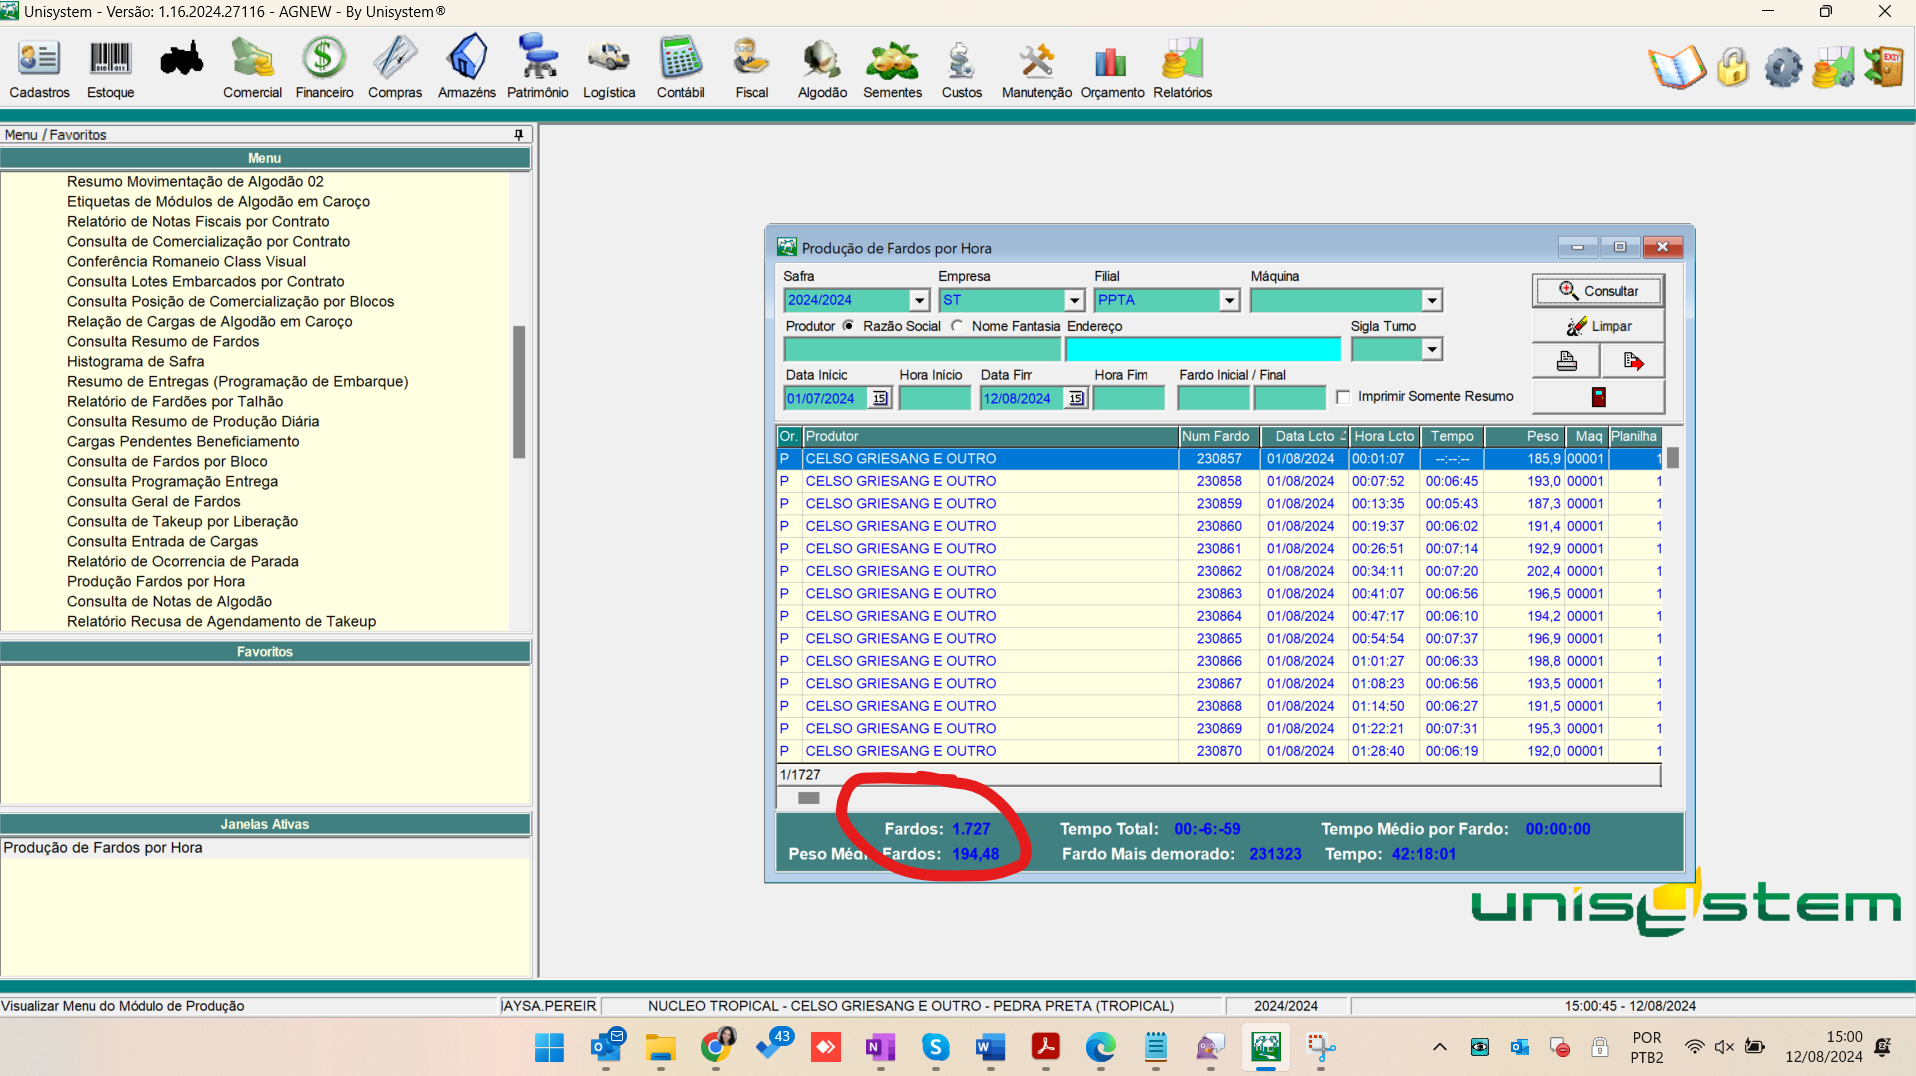 Unisystem - Versão: 1.16.2024.27116 - AGNEW - By Unisystem®
Cadastros Estoque Comercial Financeiro Compras Armazéns Patrimônio Logística Contábil Fiscal Algodão Sementes Custos Manutenção Orçamento Relatórios
EXIT
Menu / Favoritos
Menu
Resumo Movimentação de Algodão 02
Etiquetas de Módulos de Algodão em Caroço
Relatório de Notas Fiscais por Contrato
Consulta de Comercialização por Contrato
Conferência Romaneio Class Visual
Consulta Lotes Embarcados por Contrato
Consulta Posição de Comercialização por Blocos
Relação de Cargas de Algodão em Caroço
Consulta Resumo de Fardos
Histograma de Safra
Resumo de Entregas (Programação de Embarque)
Relatório de Fardões por Talhão
Consulta Resumo de Produção Diária
Cargas Pendentes Beneficiamento
Consulta de Fardos por Bloco
Consulta Programação Entrega
Consulta Geral de Fardos
Consulta de Takeup por Liberação
Consulta Entrada de Cargas
Relatório de Ocorrencia de Parada
Produção Fardos por Hora
Consulta de Notas de Algodão
Relatório Recusa de Agendamento de Takeup
Favoritos
Janelas Ativas
Produção de Fardos por Hora
Produção de Fardos por Hora
Safra Empresa Filial Máquina
2024/2024 ST PPTA
Consultar
Produtor Razão Social Nome Fantasia Endereço Sigla Turno
Limpar
Data Início Hora Início Data Fim Hora Fim Fardo Inicial / Final
01/07/2024 15 12/08/2024 15 Imprimir Somente Resumo
Or. Produtor Num Fardo Data Lcto Hora Lcto Tempo Peso Maq Planilha
P CELSO GRIESANG E OUTRO 230857 01/08/2024 00:01:07 --:--:-- 185,9 00001 1
P CELSO GRIESANG E OUTRO 230858 01/08/2024 00:07:52 00:06:45 193,0 00001 1
P CELSO GRIESANG E OUTRO 230859 01/08/2024 00:13:35 00:05:43 187,3 00001 1
P CELSO GRIESANG E OUTRO 230860 01/08/2024 00:19:37 00:06:02 191,4 00001 1
P CELSO GRIESANG E OUTRO 230861 01/08/2024 00:26:51 00:07:14 192,9 00001 1
P CELSO GRIESANG E OUTRO 230862 01/08/2024 00:34:11 00:07:20 202,4 00001 1
P CELSO GRIESANG E OUTRO 230863 01/08/2024 00:41:07 00:06:56 196,5 00001 1
P CELSO GRIESANG E OUTRO 230864 01/08/2024 00:47:17 00:06:10 194,2 00001 1
P CELSO GRIESANG E OUTRO 230865 01/08/2024 00:54:54 00:07:37 196,9 00001 1
P CELSO GRIESANG E OUTRO 230866 01/08/2024 01:01:27 00:06:33 198,8 00001 1
P CELSO GRIESANG E OUTRO 230867 01/08/2024 01:08:23 00:06:56 193,5 00001 1
P CELSO GRIESANG E OUTRO 230868 01/08/2024 01:14:50 00:06:27 191,5 00001 1
P CELSO GRIESANG E OUTRO 230869 01/08/2024 01:22:21 00:07:31 195,3 00001 1
P CELSO GRIESANG E OUTRO 230870 01/08/2024 01:28:40 00:06:19 192,0 00001 1
1/1727
Fardos: 1.727 Tempo Total: 00:-6:-59 Tempo Médio por Fardo: 00:00:00
Peso Médio Fardos: 194,48 Fardo Mais demorado: 231323 Tempo: 42:18:01
unisystem
Visualizar Menu do Módulo de Produção IAYSA.PEREIR NUCLEO TROPICAL - CELSO GRIESANG E OUTRO - PEDRA PRETA (TROPICAL) 2024/2024 15:00:45 - 12/08/2024
43
POR
PTB2
15:00
12/08/2024